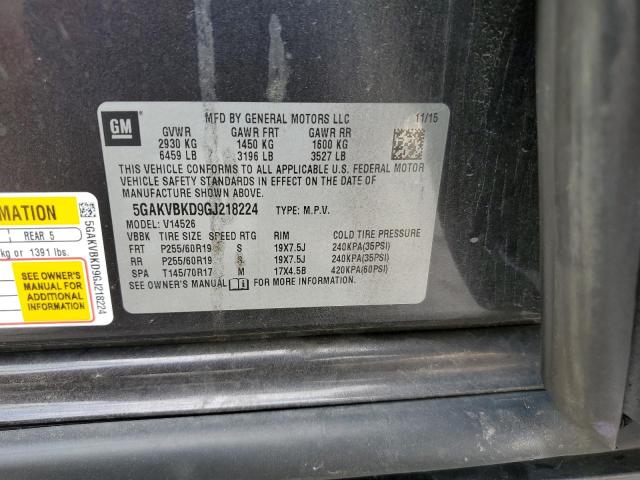 GM
MFD BY GENERAL MOTORS LLC 11/15
GVWR GAWR FRT GAWR RR
2930 KG 1450 KG 1600 KG
6459 LB 3196 LB 3527 LB
THIS VEHICLE CONFORMS TO ALL APPLICABLE U.S. FEDERAL MOTOR
VEHICLE SAFETY STANDARDS IN EFFECT ON THE DATE OF
MANUFACTURE SHOWN ABOVE.
5GAKVBKD9GJ218224 TYPE: M.P.V.
MODEL: V14526
VBBK TIRE SIZE SPEED RTG RIM COLD TIRE PRESSURE
FRT P255/60R19 S 19X7.5J 240KPA(35PSI)
RR P255/60R19 S 19X7.5J 240KPA(35PSI)
SPA T145/70R17 M 17X4.5B 420KPA(60PSI)
SEE OWNER'S MANUAL FOR MORE INFORMATION.
RMATION
REAR 5
kg or 1391 lbs.
SEE OWNER'S
MANUAL FOR
ADDITIONAL
INFORMATION
5GAKVBKD9GJ218224